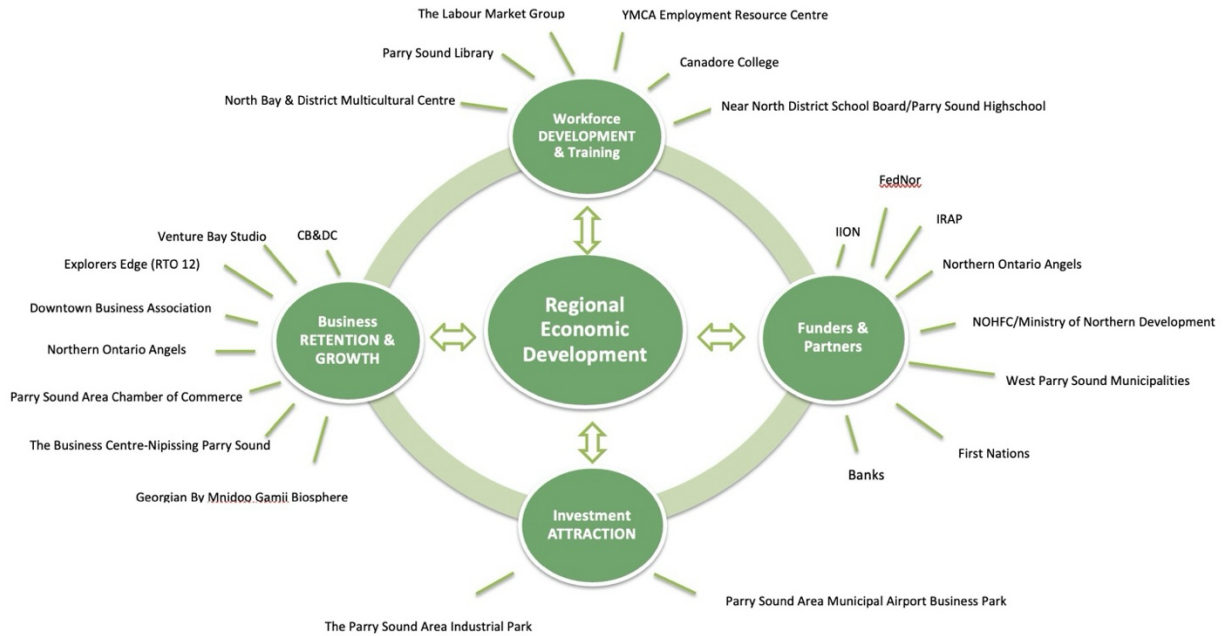 The Labour Market Group
YMCA Employment Resource Centre
Parry Sound Library
Canadore College
North Bay & District Multicultural Centre
Near North District School Board/Parry Sound Highschool
Workforce
DEVELOPMENT
& Training
FedNor
IRAP
IION
Northern Ontario Angels
NOHFC/Ministry of Northern Development
West Parry Sound Municipalities
First Nations
Banks
Funders &
Partners
Regional
Economic
Development
Venture Bay Studio
CB&DC
Explorers Edge (RTO 12)
Downtown Business Association
Northern Ontario Angels
Parry Sound Area Chamber of Commerce
The Business Centre-Nipissing Parry Sound
Georgian By Mnidoo Gamii Biosphere
Business
RETENTION &
GROWTH
Investment
ATTRACTION
The Parry Sound Area Industrial Park
Parry Sound Area Municipal Airport Business Park